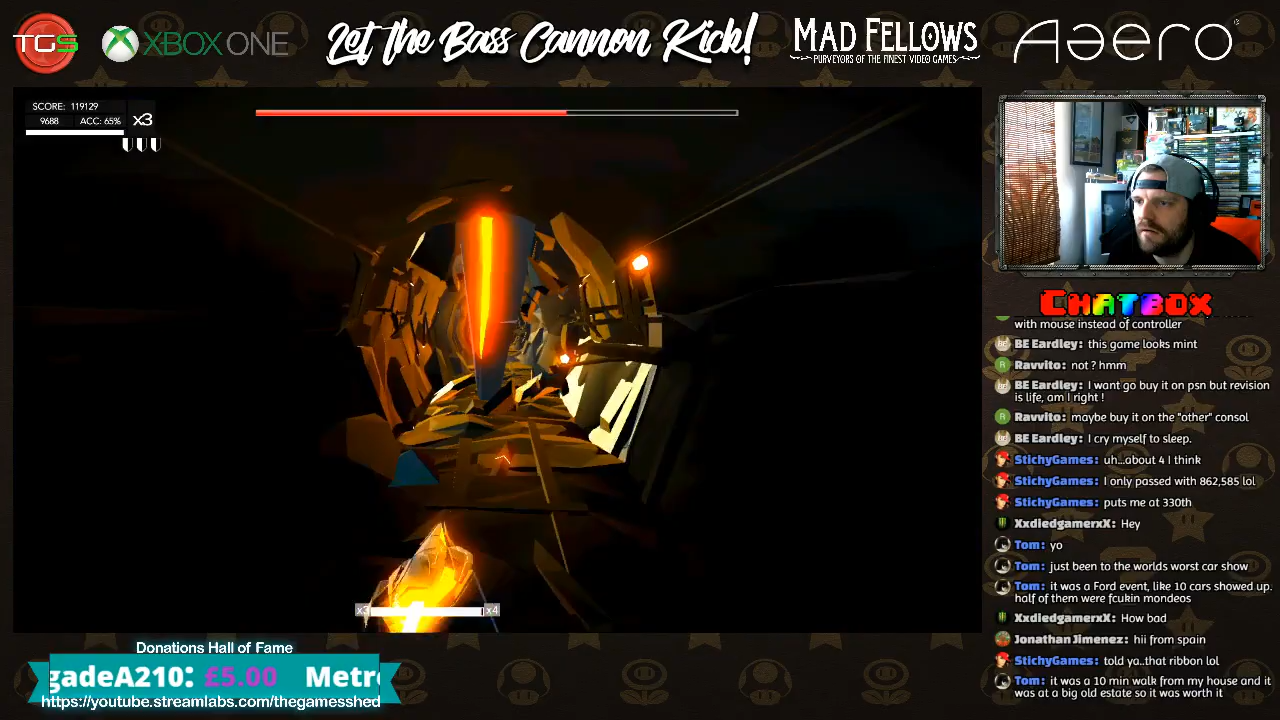 TGS
XBOX ONE
Let the Bass Cannon Kick!
MAD FELLOWS
PURVEYORS OF THE FINEST VIDEO GAMES
Aaero
SCORE: 119129
9688 ACC: 65% x3
x3 x4
CHATBOX
with mouse instead of controller
BE Eardley: this game looks mint
Ravvito: not ? hmm
BE Eardley: I want go buy it on psn but revision
is life, am I right !
Ravvito: maybe buy it on the "other" consol
BE Eardley: I cry myself to sleep.
StichyGames: uh...about 4 I think
StichyGames: I only passed with 862,585 lol
StichyGames: puts me at 330th
XxdiedgamerxX: Hey
Tom: yo
Tom: just been to the worlds worst car show
Tom: it was a Ford event, like 10 cars showed up.
half of them were fcukin mondeos
XxdiedgamerxX: How bad
Jonathan Jimenez: hii from spain
StichyGames: told ya..that ribbon lol
Tom: it was a 10 min walk from my house and it
was at a big old estate so it was worth it
Donations Hall of Fame
gadeA210: £5.00 Metr
https://youtube.streamlabs.com/thegamesshed